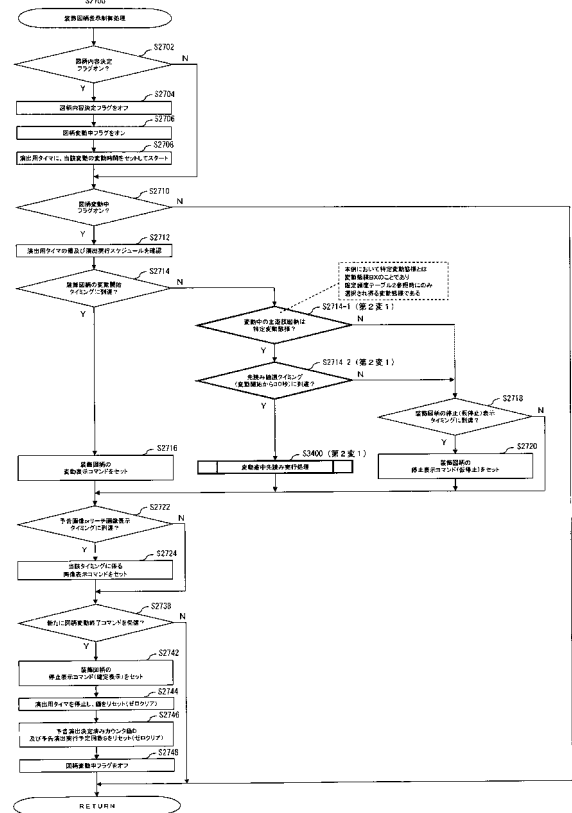 S2700
装飾図柄表示制御処理
S2702
図柄内容決定
フラグオン？
N
Y
S2704
図柄内容決定フラグをオフ
S2706
図柄変動中フラグをオン
S2708
演出用タイマに、当該変動の変動時間をセットしてスタート
S2710
図柄変動中
フラグオン？
N
Y
S2712
演出用タイマの値及び演出実行スケジュールを確認
S2714
装飾図柄の変動開始
タイミングに到達？
N
Y
本例において特定変動態様とは
変動態様BXのことであり
限定頻度テーブル2参照時にのみ
選択され得る変動態様である
S2714-1 (第2変1)
変動中の主遊技図柄は
特定変動態様？
N
Y
S2714-2 (第2変1)
先読み抽選タイミング
(変動開始から30秒)に到達？
N
Y
S2718
装飾図柄の停止(仮停止)表示
タイミングに到達？
N
Y
S2716
装飾図柄の
変動表示コマンドをセット
S3400 (第2変1)
変動途中先読み実行処理
S2720
装飾図柄の
停止表示コマンド(仮停止)をセット
S2722
予告画像orリーチ画像表示
タイミングに到達？
N
Y
S2724
当該タイミングに係る
画像表示コマンドをセット
S2738
新たに図柄変動終了コマンドを受信？
N
Y
S2742
装飾図柄の
停止表示コマンド(確定表示)をセット
S2744
演出用タイマを停止し、値をリセット(ゼロクリア)
S2746
予告演出決定済みカウンタ値D
及び予告演出実行予定回数Sをリセット(ゼロクリア)
S2748
図柄変動中フラグをオフ
RETURN